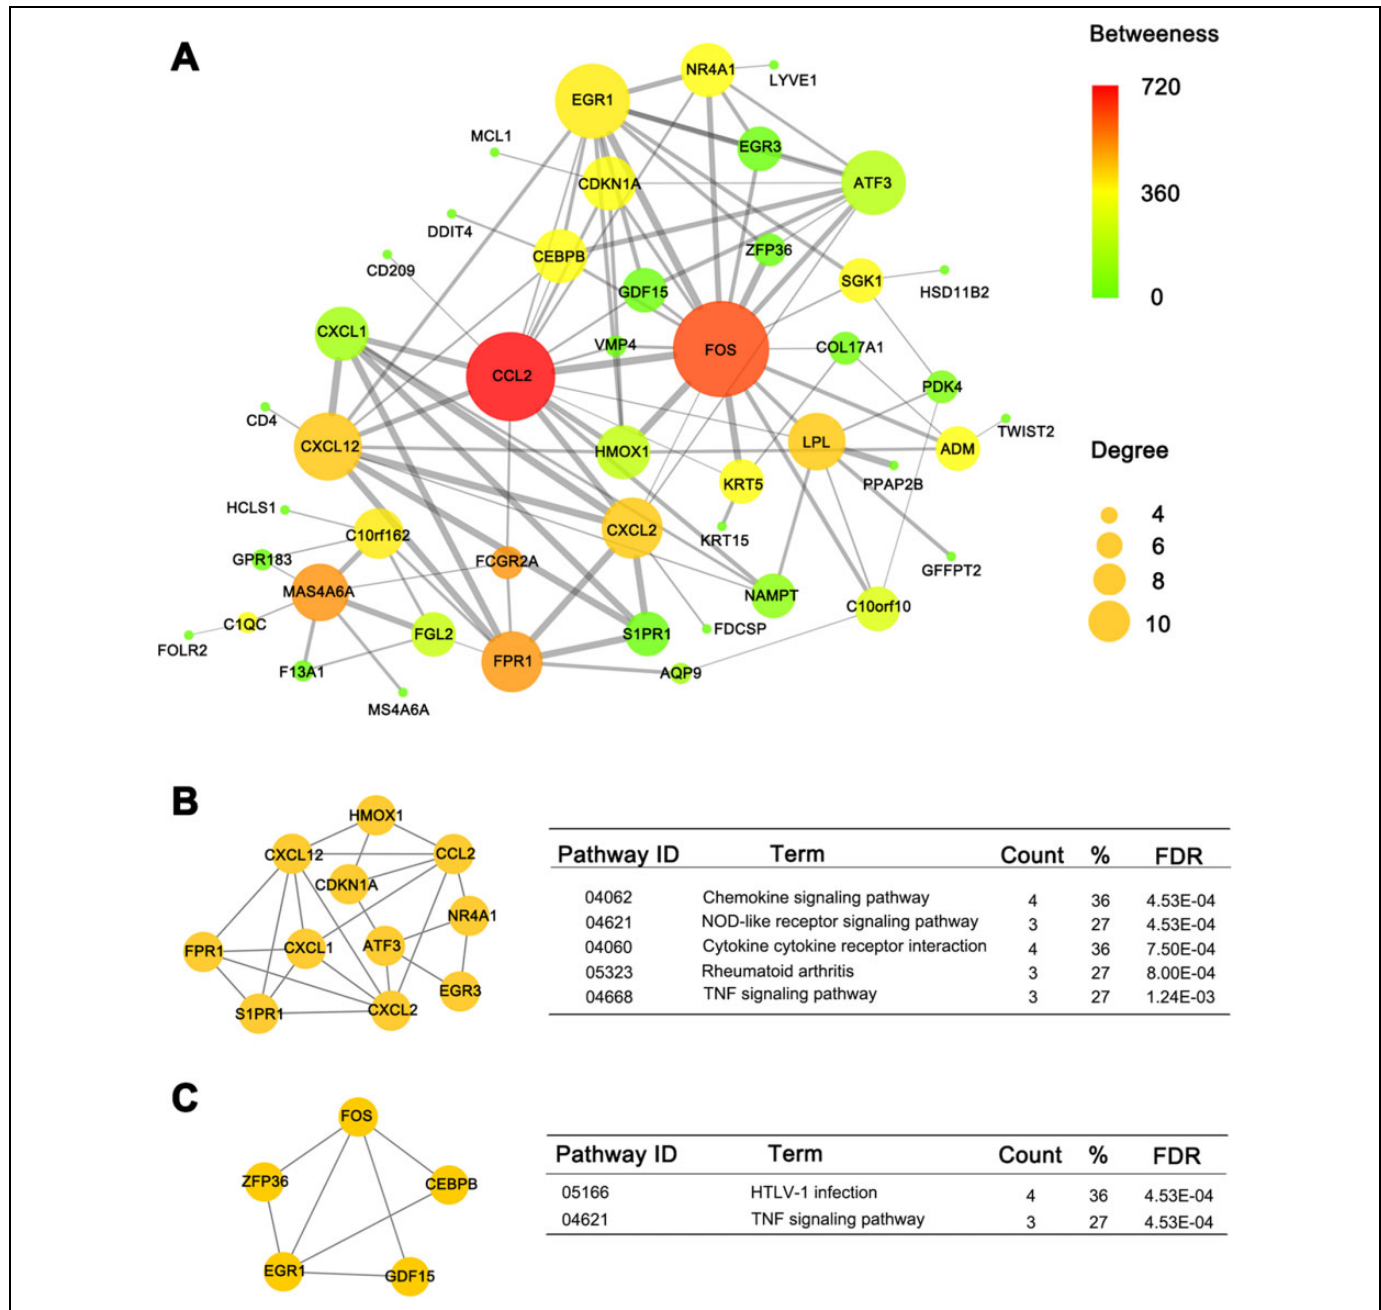 A
Betweeness
720
360
0
NR4A1
LYVE1
EGR1
MCL1
EGR3
CDKN1A
ATF3
DDIT4
CEBPB
ZFP36
CD209
SGK1
HSD11B2
GDF15
CXCL1
VMP4
FOS
COL17A1
CCL2
PDK4
CD4
TWIST2
CXCL12
HMOX1
LPL
ADM
Degree
4
6
8
10
KRT5
PPAP2B
HCLS1
C10rf162
CXCL2
KRT15
GPR183
FCGR2A
GFFPT2
MAS4A6A
NAMPT
C10orf10
C1QC
FGL2
S1PR1
FDCSP
FOLR2
F13A1
FPR1
AQP9
MS4A6A
B
HMOX1
CXCL12
CCL2
CDKN1A
NR4A1
FPR1
CXCL1
ATF3
EGR3
S1PR1
CXCL2
Pathway ID Term Count % FDR
04062 Chemokine signaling pathway 4 36 4.53E-04
04621 NOD-like receptor signaling pathway 3 27 4.53E-04
04060 Cytokine cytokine receptor interaction 4 36 7.50E-04
05323 Rheumatoid arthritis 3 27 8.00E-04
04668 TNF signaling pathway 3 27 1.24E-03
C
FOS
ZFP36
CEBPB
EGR1
GDF15
Pathway ID Term Count % FDR
05166 HTLV-1 infection 4 36 4.53E-04
04621 TNF signaling pathway 3 27 4.53E-04